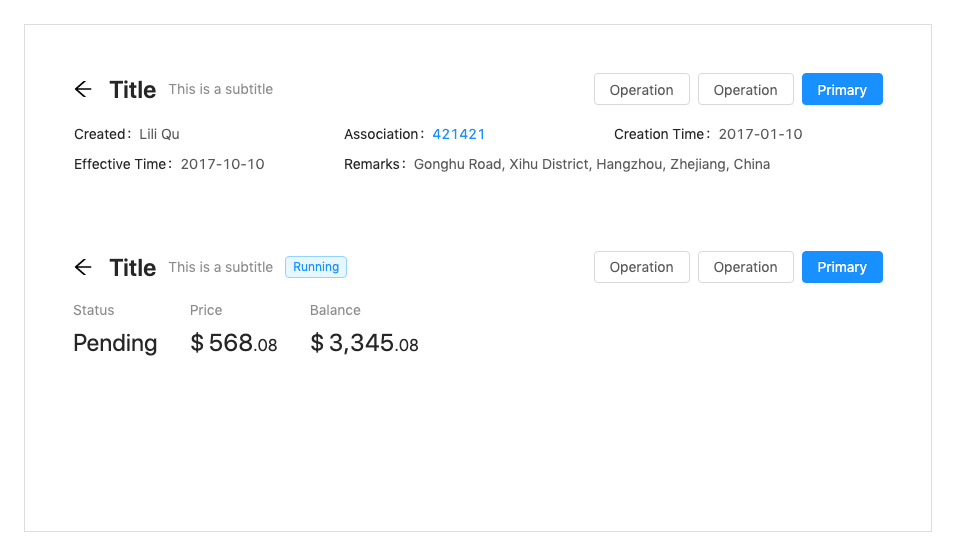 Title This is a subtitle Operation Operation Primary
Created: Lili Qu Association: 421421 Creation Time: 2017-01-10
Effective Time: 2017-10-10 Remarks: Gonghu Road, Xihu District, Hangzhou, Zhejiang, China
Title This is a subtitle Running Operation Operation Primary
Status Price Balance
Pending $ 568.08 $ 3,345.08